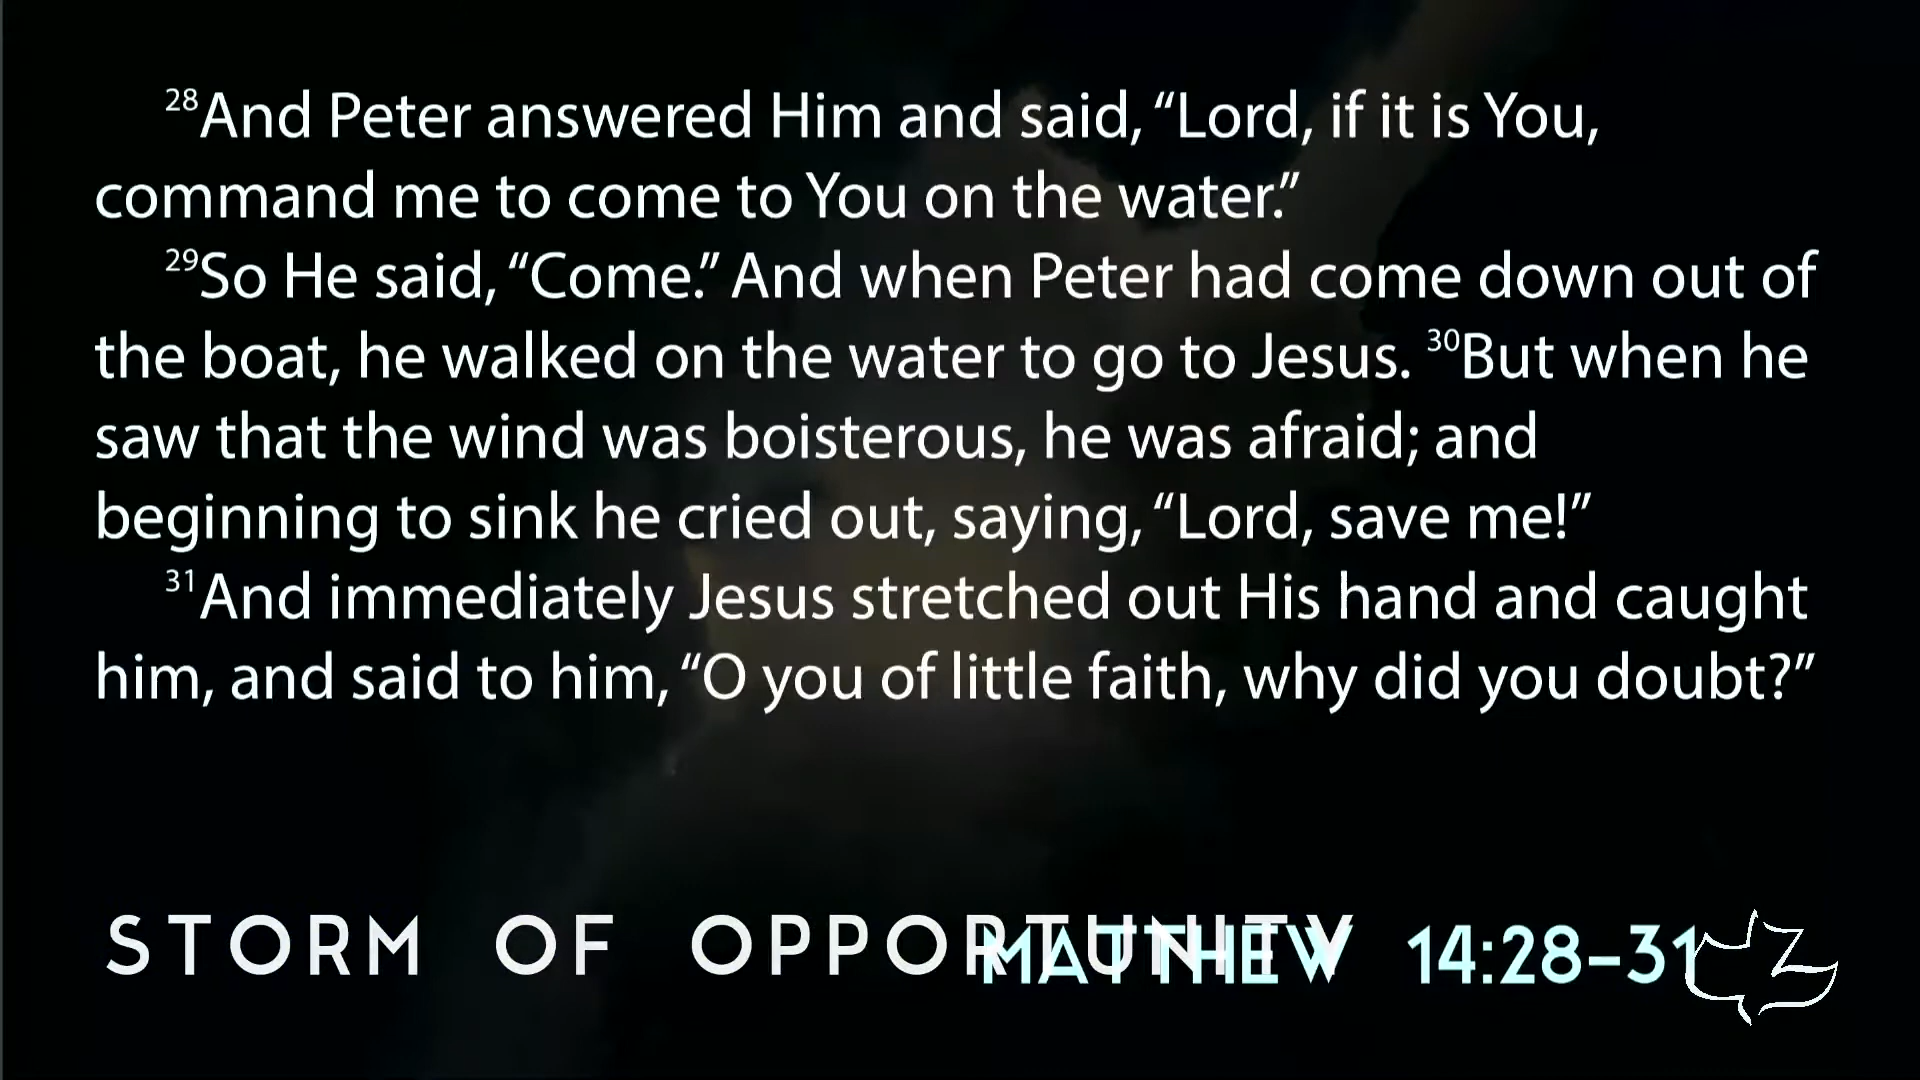 28And Peter answered Him and said, “Lord, if it is You,
command me to come to You on the water.”
29So He said, “Come.” And when Peter had come down out of
the boat, he walked on the water to go to Jesus. 30But when he
saw that the wind was boisterous, he was afraid; and
beginning to sink he cried out, saying, “Lord, save me!”
31And immediately Jesus stretched out His hand and caught
him, and said to him, “O you of little faith, why did you doubt?”
STORM OF OPPORTUNITY
MATTHEW 14:28–31